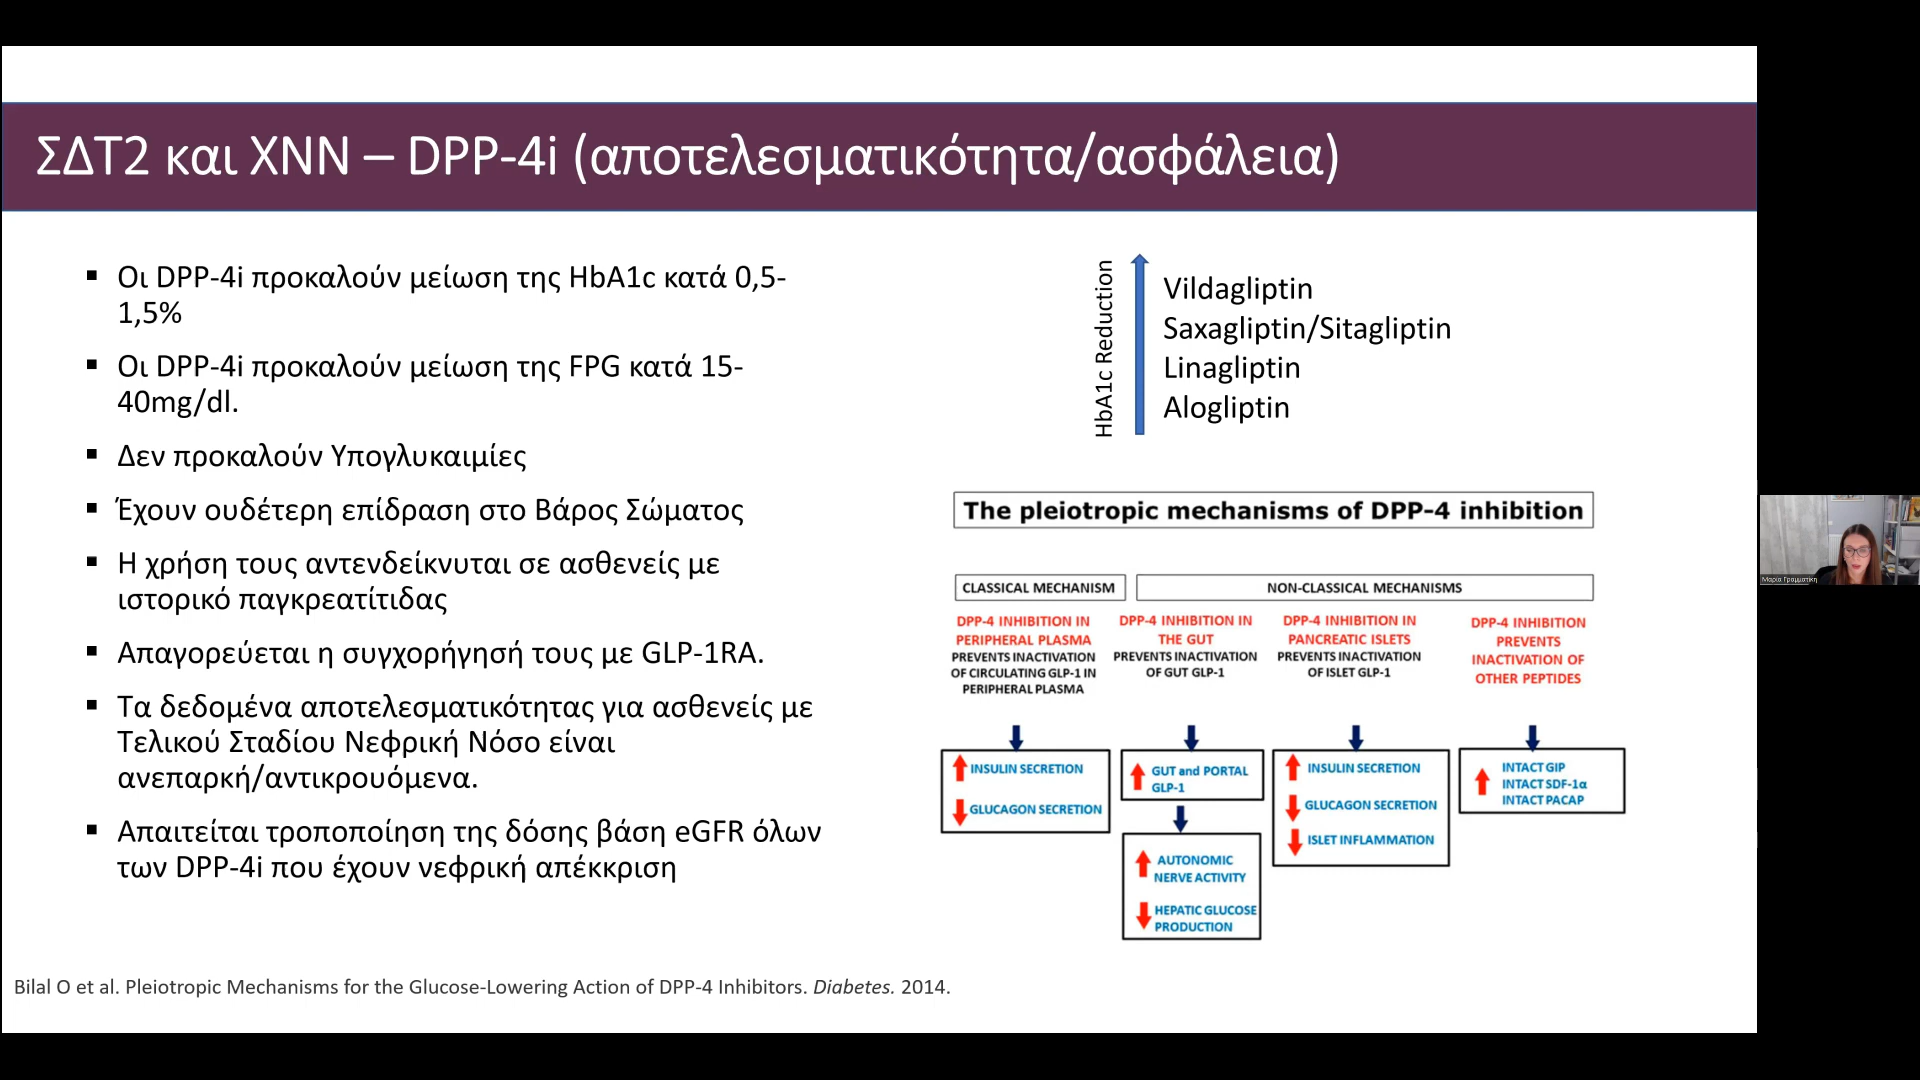 ΣΔΤ2 και ΧΝΝ – DPP-4i (αποτελεσματικότητα/ασφάλεια)
▪ Οι DPP-4i προκαλούν μείωση της HbA1c κατά 0,5-
1,5%
▪ Οι DPP-4i προκαλούν μείωση της FPG κατά 15-
40mg/dl.
▪ Δεν προκαλούν Υπογλυκαιμίες
▪ Έχουν ουδέτερη επίδραση στο Βάρος Σώματος
▪ Η χρήση τους αντενδείκνυται σε ασθενείς με
ιστορικό παγκρεατίτιδας
▪ Απαγορεύεται η συγχορήγησή τους με GLP-1RA.
▪ Τα δεδομένα αποτελεσματικότητας για ασθενείς με
Τελικού Σταδίου Νεφρική Νόσο είναι
ανεπαρκή/αντικρουόμενα.
▪ Απαιτείται τροποποίηση της δόσης βάση eGFR όλων
των DPP-4i που έχουν νεφρική απέκκριση
HbA1c Reduction
Vildagliptin
Saxagliptin/Sitagliptin
Linagliptin
Alogliptin
The pleiotropic mechanisms of DPP-4 inhibition
CLASSICAL MECHANISM
NON-CLASSICAL MECHANISMS
DPP-4 INHIBITION IN
PERIPHERAL PLASMA
PREVENTS INACTIVATION
OF CIRCULATING GLP-1 IN
PERIPHERAL PLASMA
INSULIN SECRETION
GLUCAGON SECRETION
DPP-4 INHIBITION IN
THE GUT
PREVENTS INACTIVATION
OF GUT GLP-1
GUT and PORTAL
GLP-1
AUTONOMIC
NERVE ACTIVITY
HEPATIC GLUCOSE
PRODUCTION
DPP-4 INHIBITION IN
PANCREATIC ISLETS
PREVENTS INACTIVATION
OF ISLET GLP-1
INSULIN SECRETION
GLUCAGON SECRETION
ISLET INFLAMMATION
DPP-4 INHIBITION
PREVENTS
INACTIVATION OF
OTHER PEPTIDES
INTACT GIP
INTACT SDF-1α
INTACT PACAP
Bilal O et al. Pleiotropic Mechanisms for the Glucose-Lowering Action of DPP-4 Inhibitors. Diabetes. 2014.
Μαρία Γραμματίκη